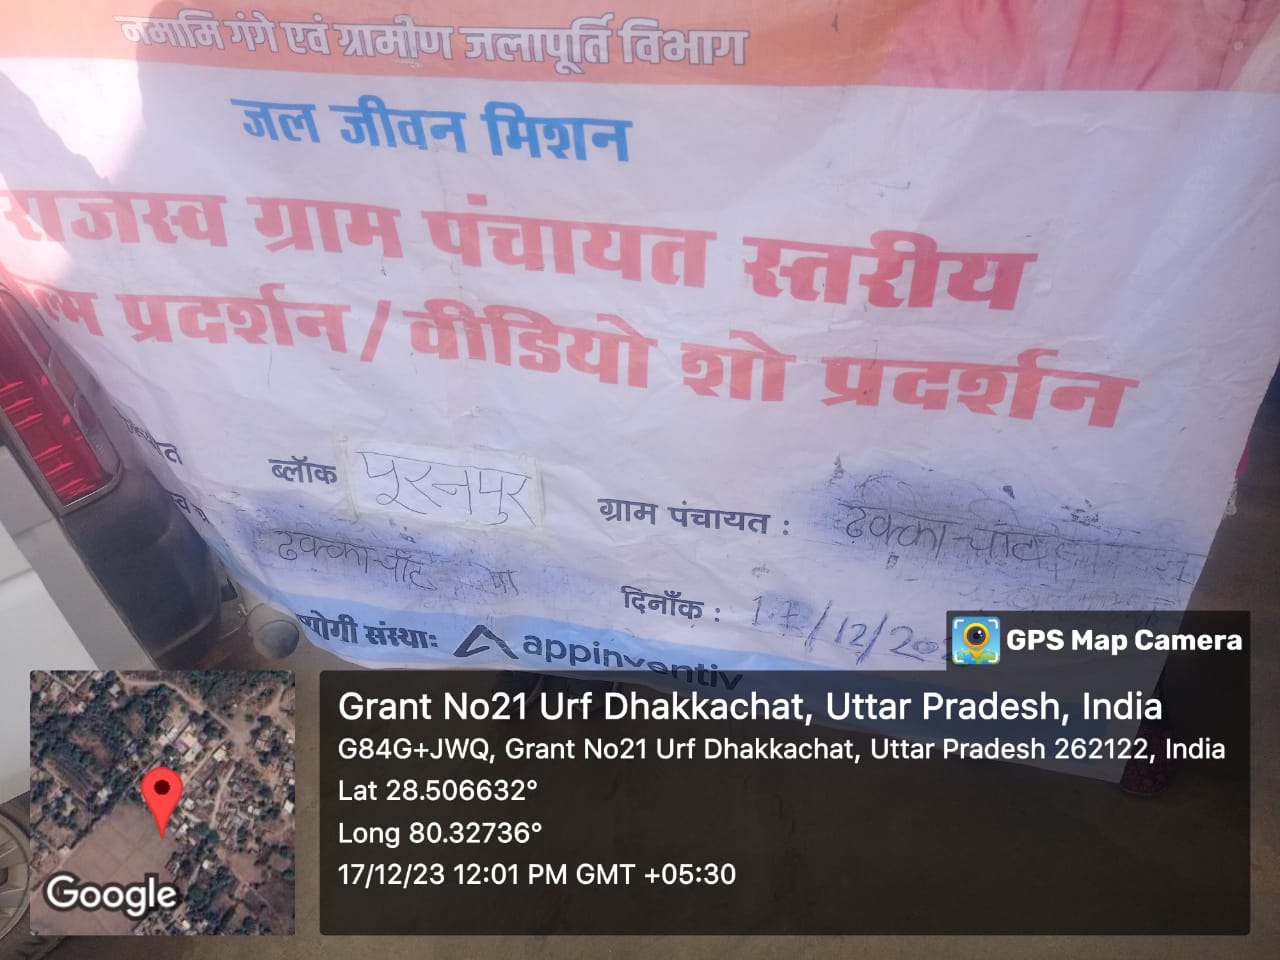 नमामि गंगे एवं ग्रामीण जलापूर्ति विभाग
जल जीवन मिशन
राजस्व ग्राम पंचायत स्तरीय
प्रदर्शन / वीडियो शो प्रदर्शन
ब्लॉक पूरनपुर ग्राम पंचायत : ढक्का चाँट
ढक्का चाँट
दिनाँक : 17/12/20
संस्थाः appinventiv
GPS Map Camera
Grant No21 Urf Dhakkachat, Uttar Pradesh, India
G84G+JWQ, Grant No21 Urf Dhakkachat, Uttar Pradesh 262122, India
Lat 28.506632°
Long 80.32736°
17/12/23 12:01 PM GMT +05:30
Google